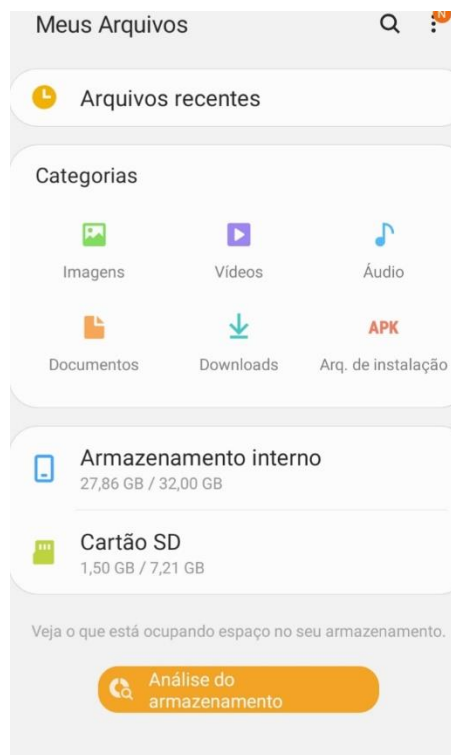 Meus Arquivos
N
Arquivos recentes
Categorias
Imagens
Vídeos
Áudio
APK
Documentos
Downloads
Arq. de instalação
Armazenamento interno
27,86 GB / 32,00 GB
Cartão SD
1,50 GB / 7,21 GB
Veja o que está ocupando espaço no seu armazenamento.
Análise do
armazenamento